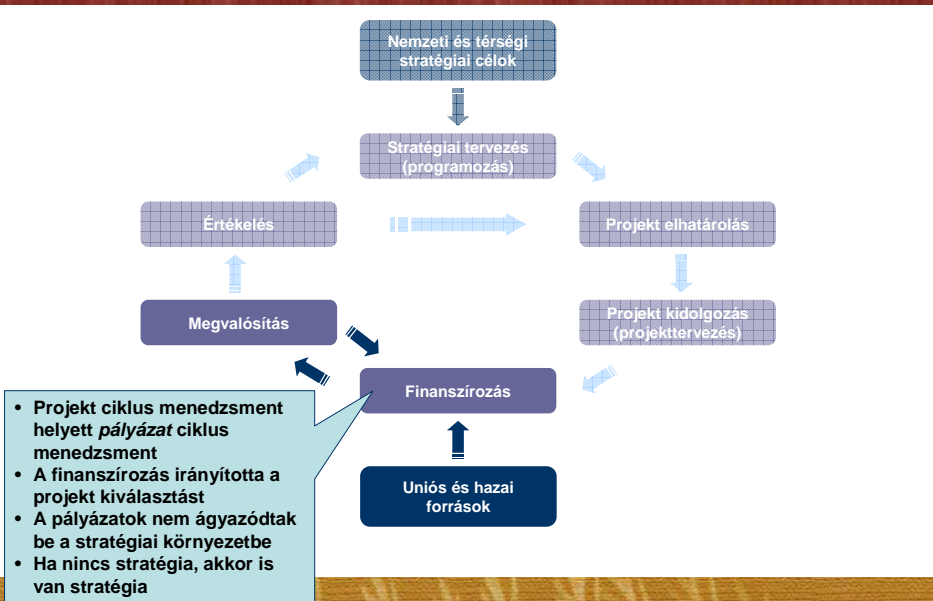 Nemzeti és térségi
stratégiai célok
Stratégiai tervezés
(programozás)
Értékelés
Projekt elhatárolás
Megvalósítás
Projekt kidolgozás
(projekttervezés)
Finanszírozás
• Projekt ciklus menedzsment
helyett pályázat ciklus
menedzsment
• A finanszírozás irányította a
projekt kiválasztást
• A pályázatok nem ágyazódtak
be a stratégiai környezetbe
• Ha nincs stratégia, akkor is
van stratégia
Uniós és hazai
források